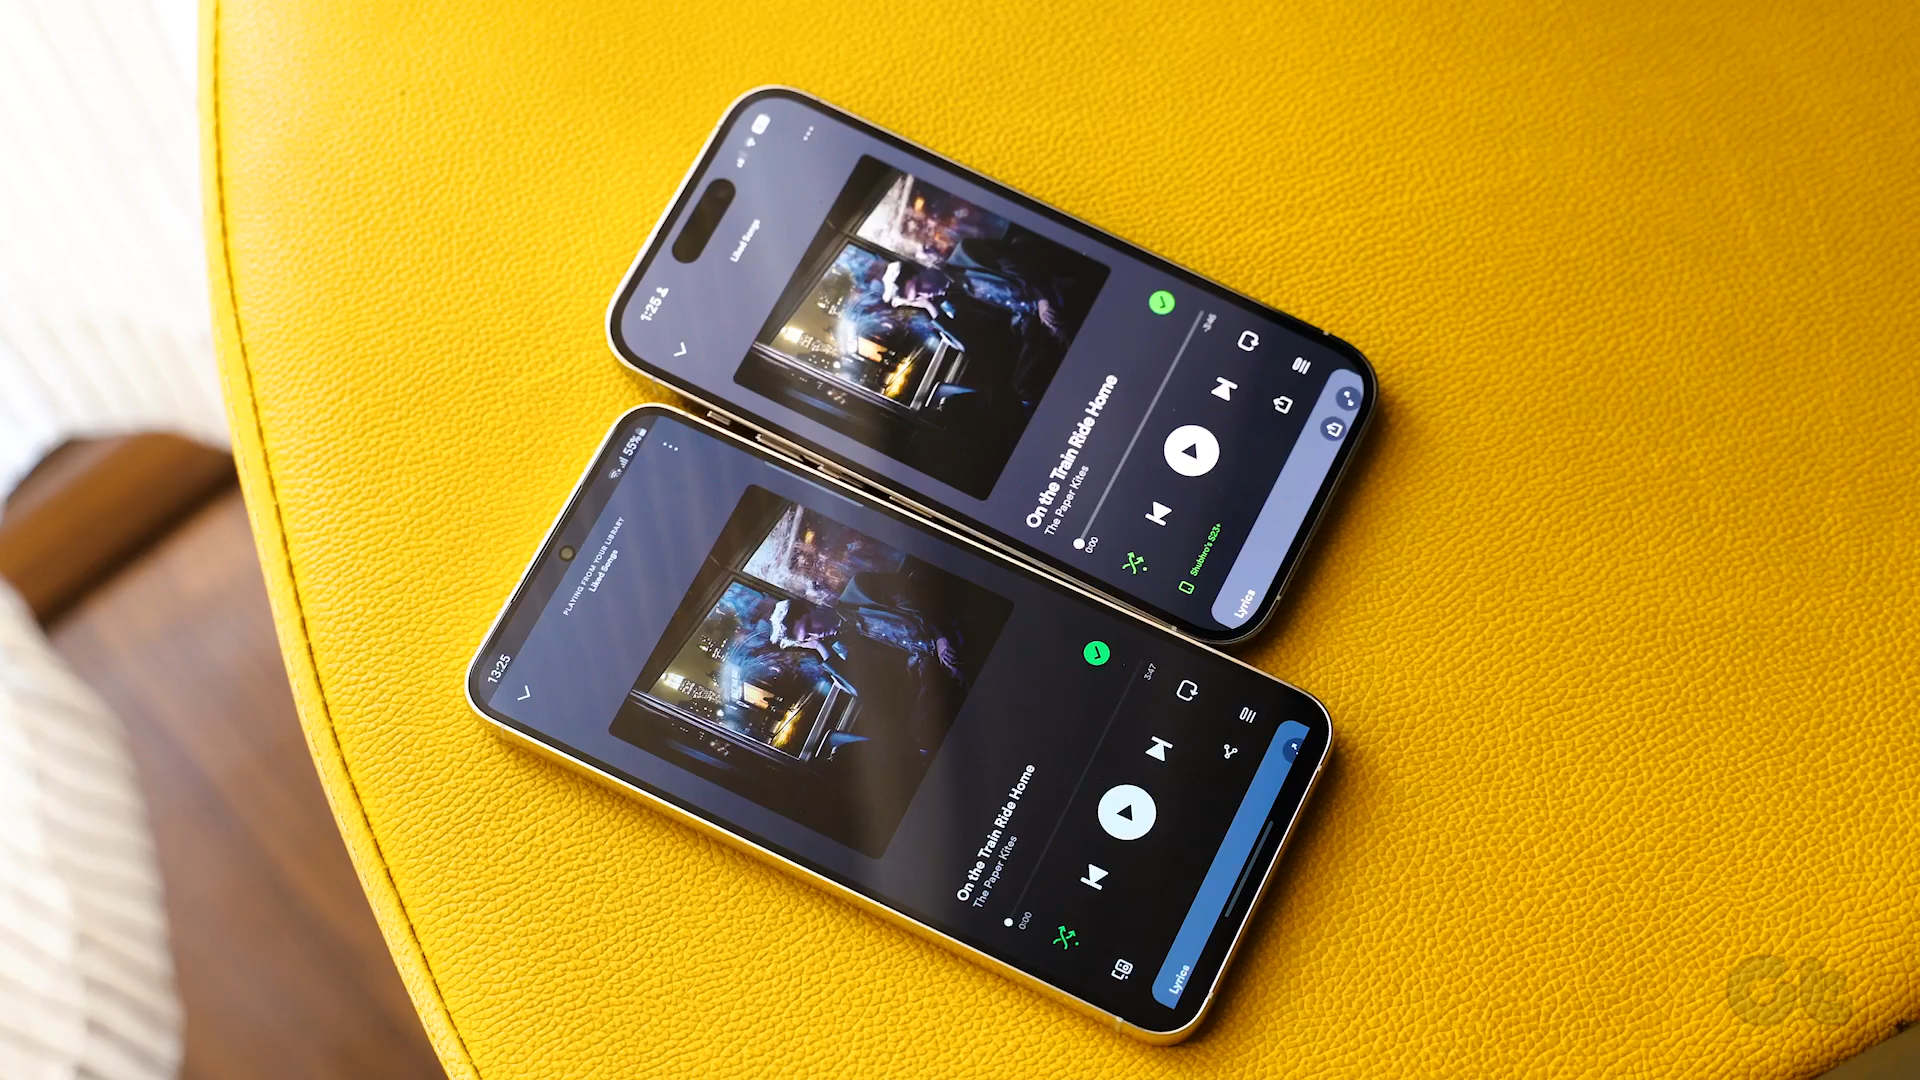 1:25
Liked Songs
On the Train Ride Home
The Paper Kites
0:00
-3:46
Shubhro's S23+
Lyrics
13:25
55%
PLAYING FROM YOUR LIBRARY
Liked Songs
On the Train Ride Home
The Paper Kites
0:00
3:47
Lyrics